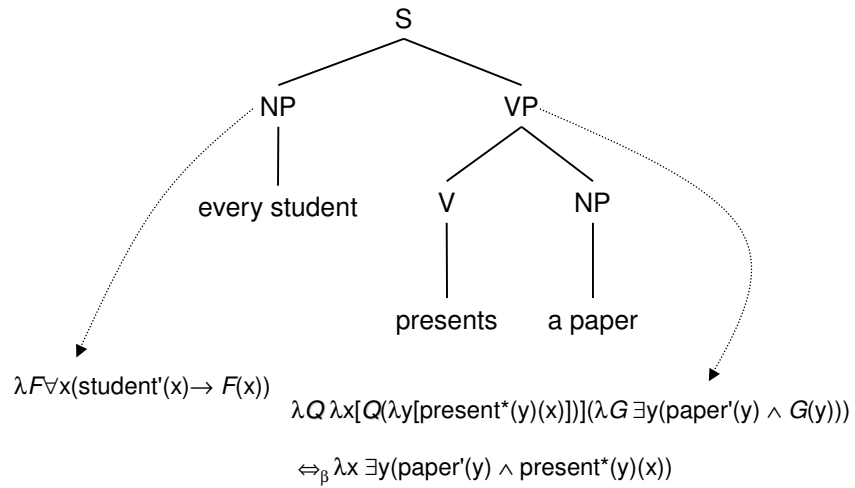 S
NP VP
every student V NP
presents a paper
λF∀x(student'(x)→ F(x))
λQ λx[Q(λy[present*(y)(x)])](λG ∃y(paper'(y) ∧ G(y)))
⇔β λx ∃y(paper'(y) ∧ present*(y)(x))